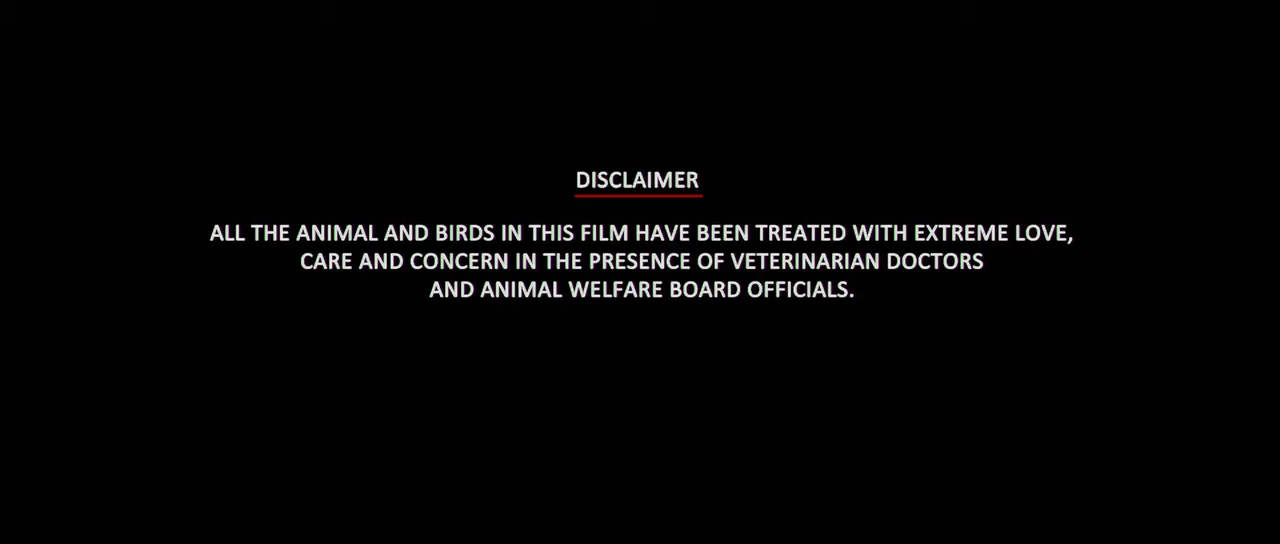 DISCLAIMER
ALL THE ANIMAL AND BIRDS IN THIS FILM HAVE BEEN TREATED WITH EXTREME LOVE,
CARE AND CONCERN IN THE PRESENCE OF VETERINARIAN DOCTORS
AND ANIMAL WELFARE BOARD OFFICIALS.